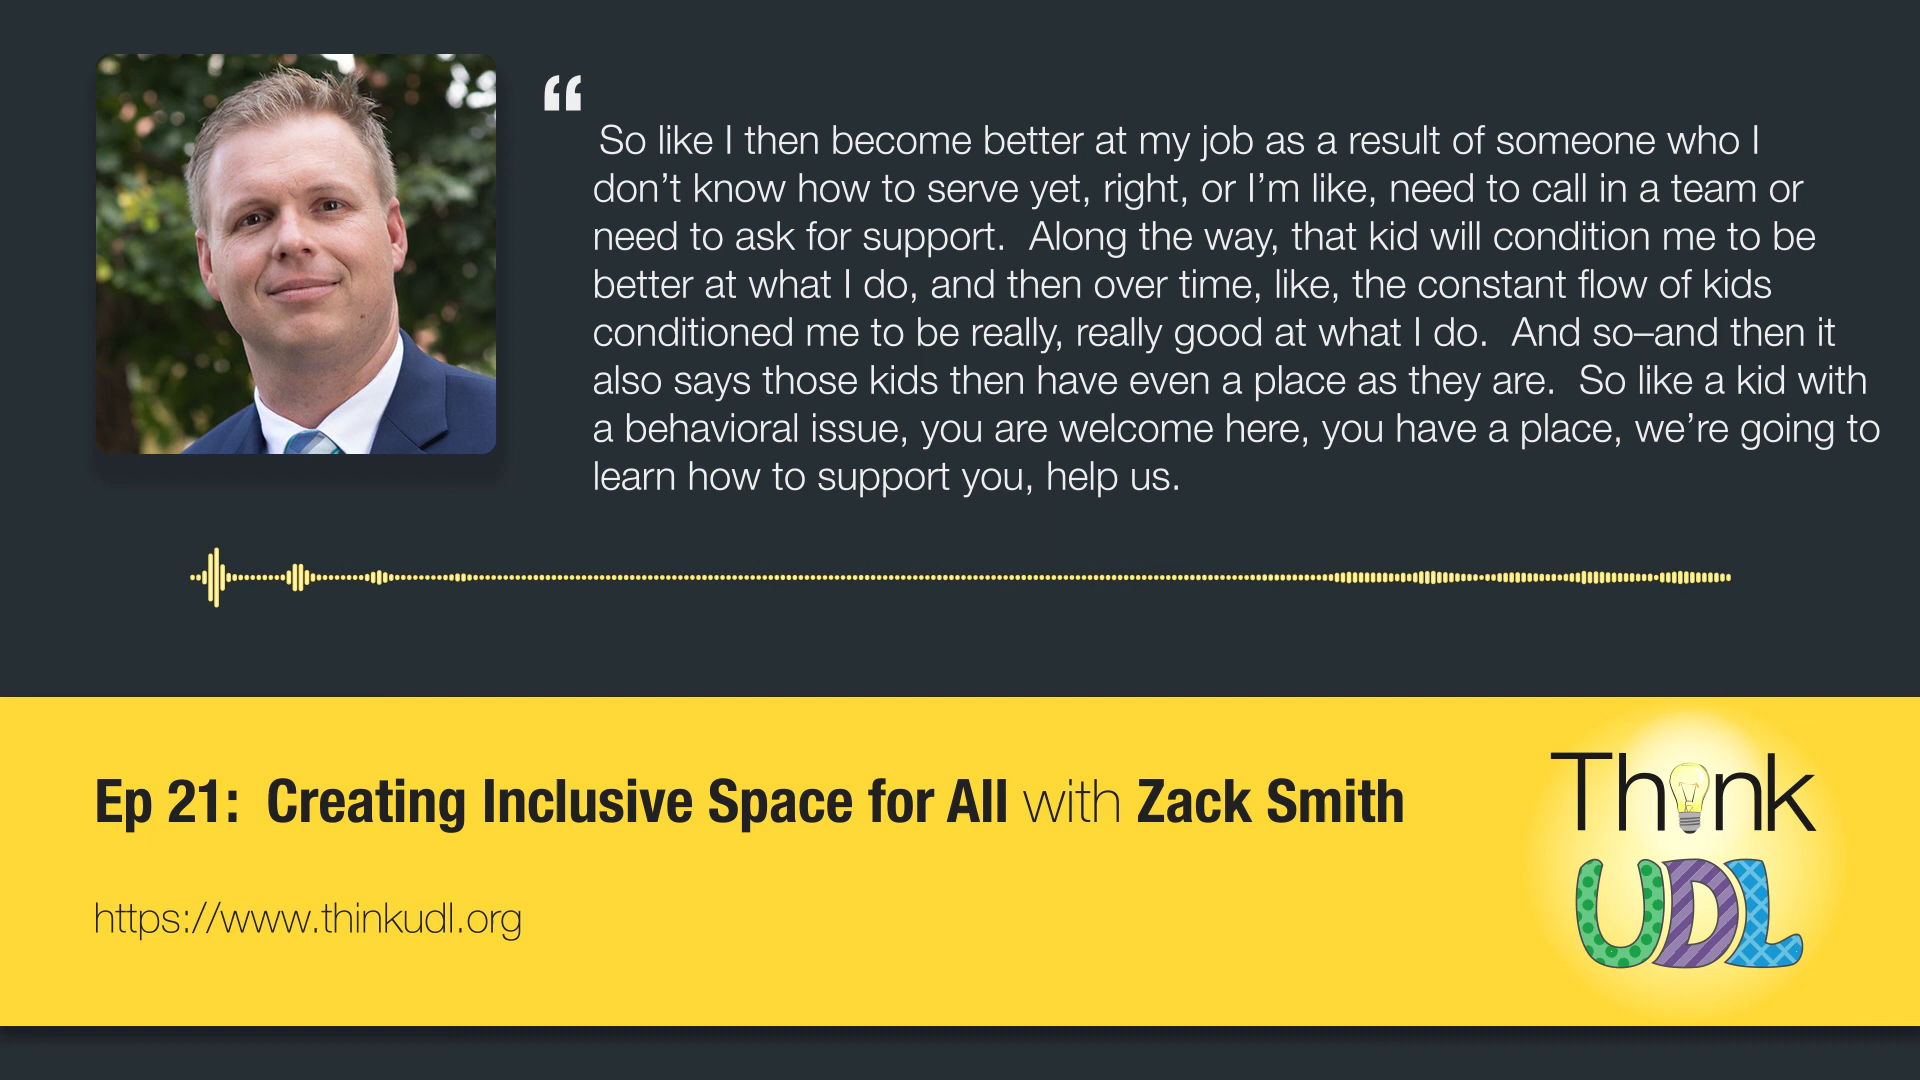 “
So like I then become better at my job as a result of someone who I
don’t know how to serve yet, right, or I’m like, need to call in a team or
need to ask for support.  Along the way, that kid will condition me to be
better at what I do, and then over time, like, the constant flow of kids
conditioned me to be really, really good at what I do.  And so–and then it
also says those kids then have even a place as they are.  So like a kid with
a behavioral issue, you are welcome here, you have a place, we’re going to
learn how to support you, help us.
Ep 21:  Creating Inclusive Space for All with Zack Smith
https://www.thinkudl.org
Think
UDL